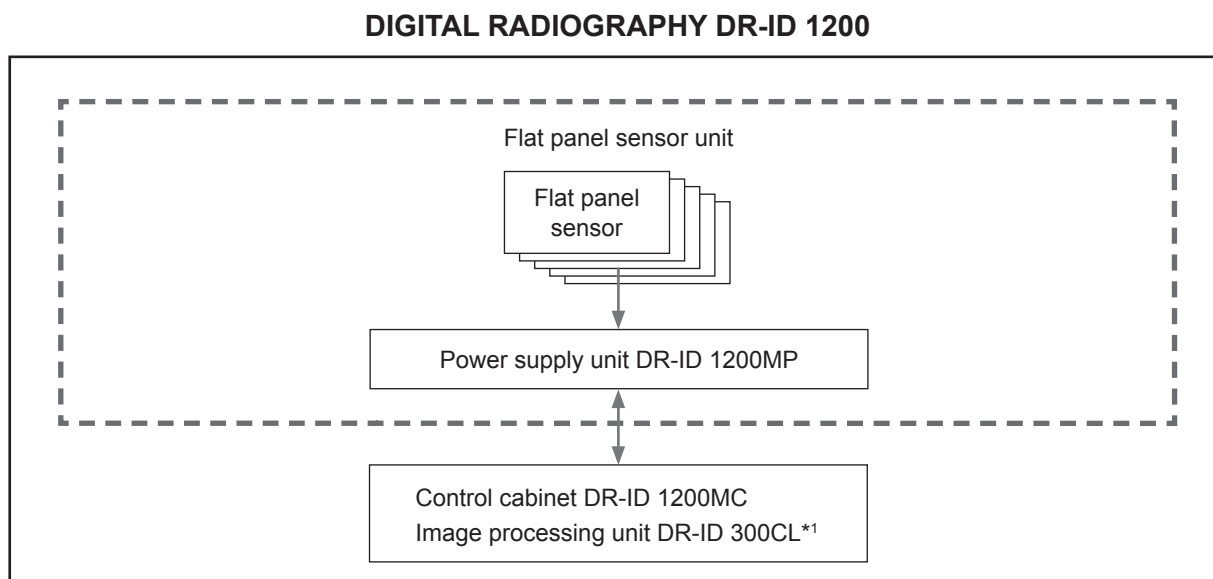 DIGITAL RADIOGRAPHY DR-ID 1200
Flat panel sensor unit
Flat panel
sensor
Power supply unit DR-ID 1200MP
Control cabinet DR-ID 1200MC
Image processing unit DR-ID 300CL*1